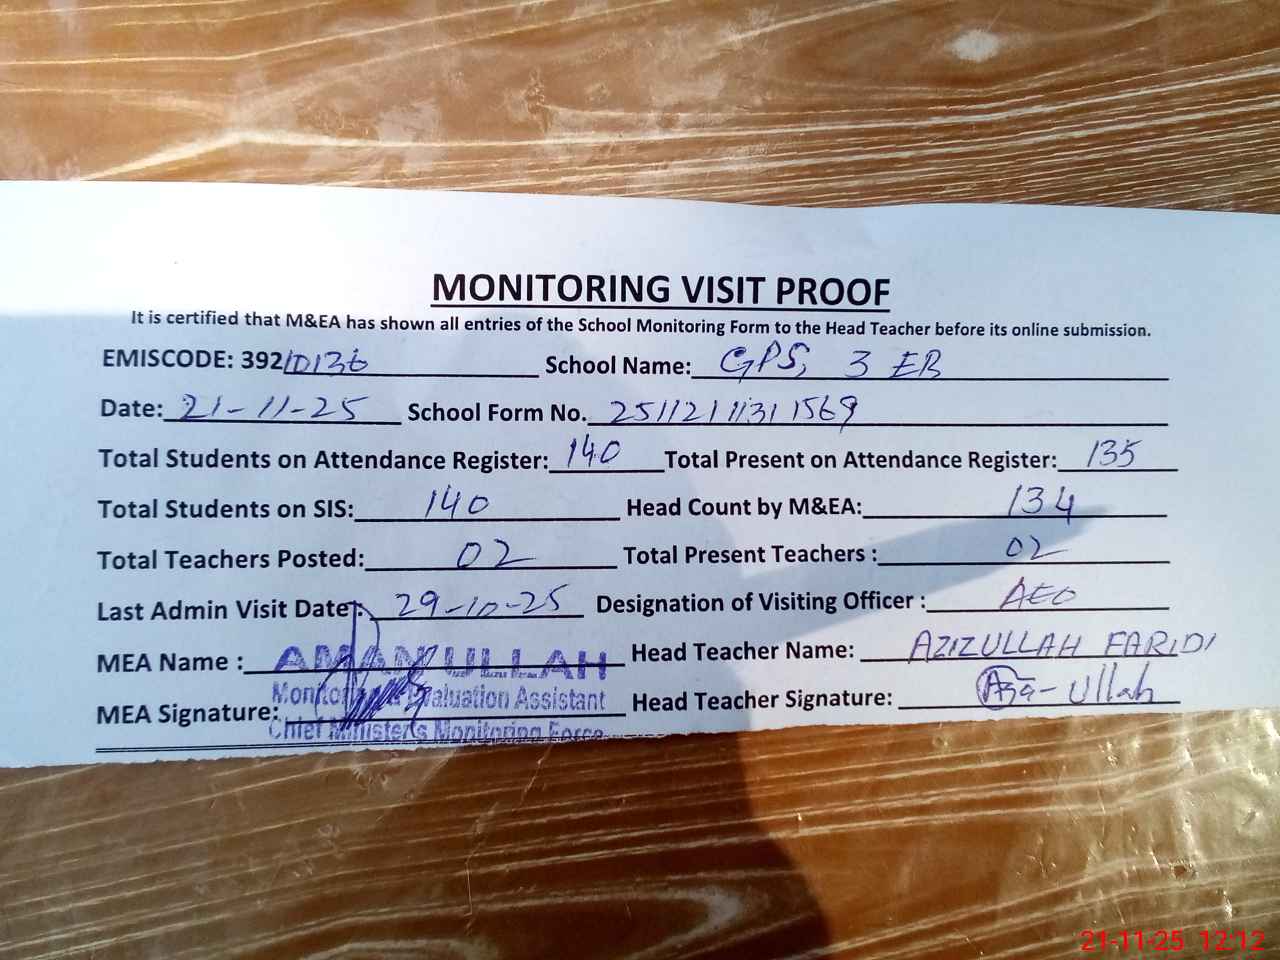 MONITORING VISIT PROOF
It is certified that M&EA has shown all entries of the School Monitoring Form to the Head Teacher before its online submission.
EMISCODE: 39210136 School Name: GPS, 3 EB
Date: 21-11-25 School Form No. 25112111311569
Total Students on Attendance Register: 140 Total Present on Attendance Register: 135
Total Students on SIS: 140 Head Count by M&EA: 134
Total Teachers Posted: 02 Total Present Teachers : 02
Last Admin Visit Date: 29-10-25 Designation of Visiting Officer : AEO
MEA Name : AMAN ULLAH Head Teacher Name: AZIZULLAH FARIDI
Monitoring Evaluation Assistant
MEA Signature: Head Teacher Signature: Ullah
Chief Minister's Monitoring Force
21-11-25 12:12